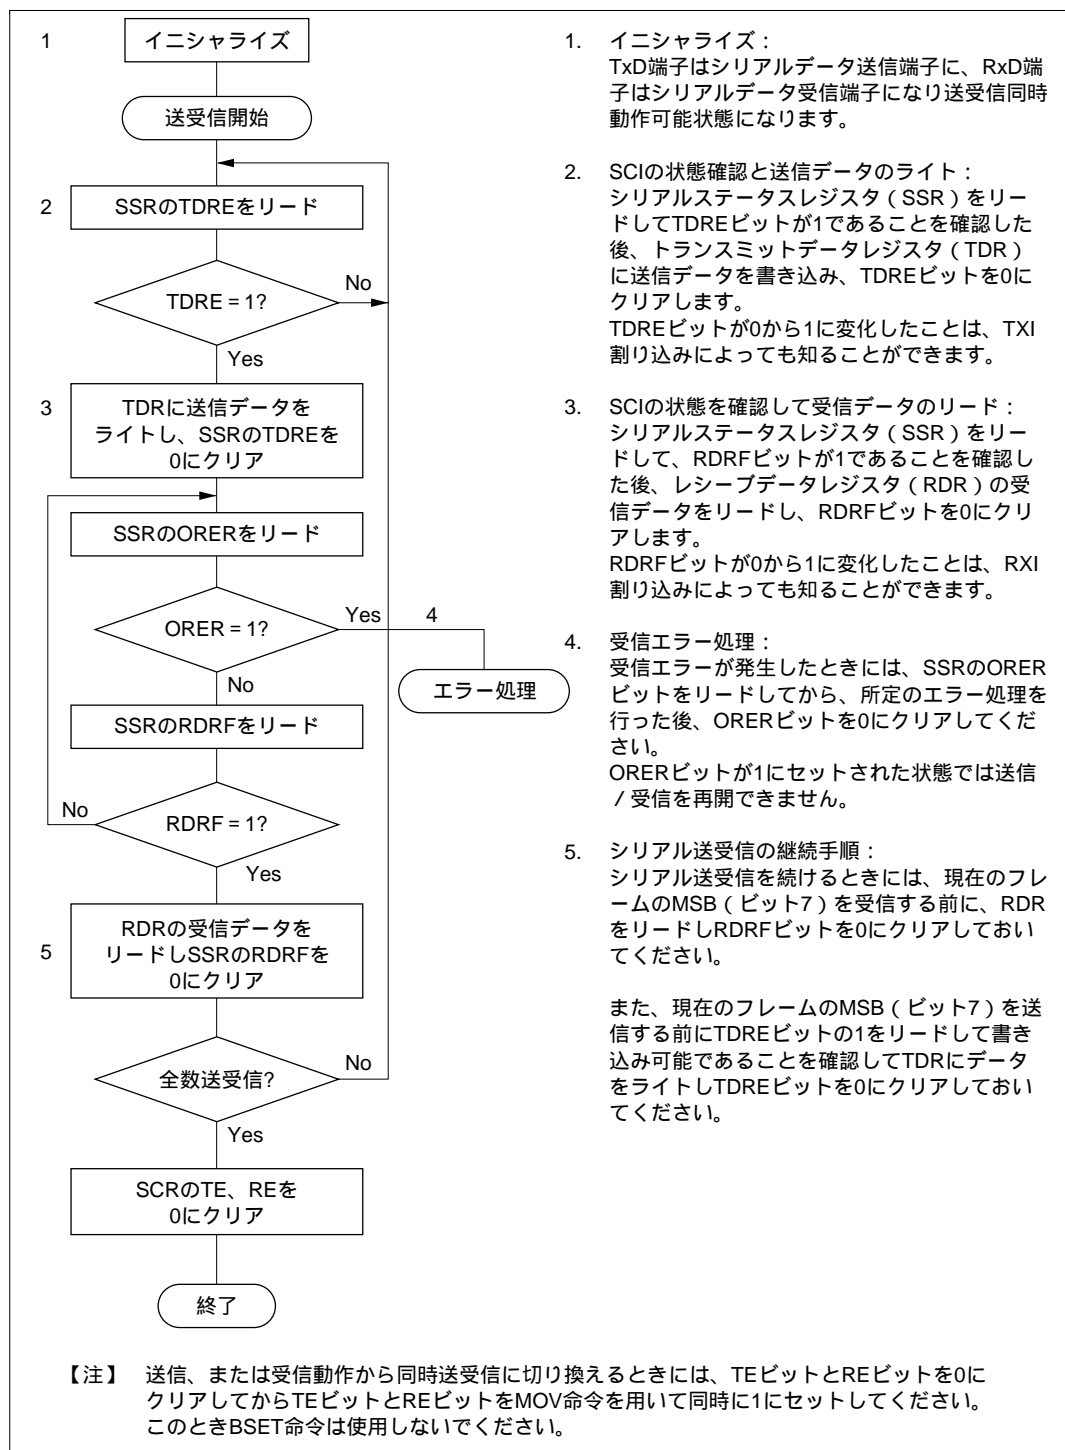 1
イニシャライズ
送受信開始
2
SSRのTDREをリード
TDRE = 1?
No
Yes
3
TDRに送信データを
ライトし、SSRのTDREを
0にクリア
SSRのORERをリード
ORER = 1?
Yes
4
エラー処理
No
SSRのRDRFをリード
RDRF = 1?
No
Yes
5
RDRの受信データを
リードしSSRのRDRFを
0にクリア
全数送受信?
No
Yes
SCRのTE、REを
0にクリア
終了
1. イニシャライズ：
TxD端子はシリアルデータ送信端子に、RxD端
子はシリアルデータ受信端子になり送受信同時
動作可能状態になります。
2. SCIの状態確認と送信データのライト：
シリアルステータスレジスタ（SSR）をリー
ドしてTDREビットが1であることを確認した
後、トランスミットデータレジスタ（TDR）
に送信データを書き込み、TDREビットを0に
クリアします。
TDREビットが0から1に変化したことは、TXI
割り込みによっても知ることができます。
3. SCIの状態を確認して受信データのリード：
シリアルステータスレジスタ（SSR）をリー
ドして、RDRFビットが1であることを確認し
た後、レシーブデータレジスタ（RDR）の受
信データをリードし、RDRFビットを0にクリ
アします。
RDRFビットが0から1に変化したことは、RXI
割り込みによっても知ることができます。
4. 受信エラー処理：
受信エラーが発生したときには、SSRのORER
ビットをリードしてから、所定のエラー処理を
行った後、ORERビットを0にクリアしてくだ
さい。
ORERビットが1にセットされた状態では送信
／受信を再開できません。
5. シリアル送受信の継続手順：
シリアル送受信を続けるときには、現在のフレ
ームのMSB（ビット7）を受信する前に、RDR
をリードしRDRFビットを0にクリアしておい
てください。
また、現在のフレームのMSB（ビット7）を送
信する前にTDREビットの1をリードして書き
込み可能であることを確認してTDRにデータ
をライトしTDREビットを0にクリアしておい
てください。
【注】 送信、または受信動作から同時送受信に切り換えるときには、TEビットとREビットを0に
クリアしてからTEビットとREビットをMOV命令を用いて同時に1にセットしてください。
このときBSET命令は使用しないでください。